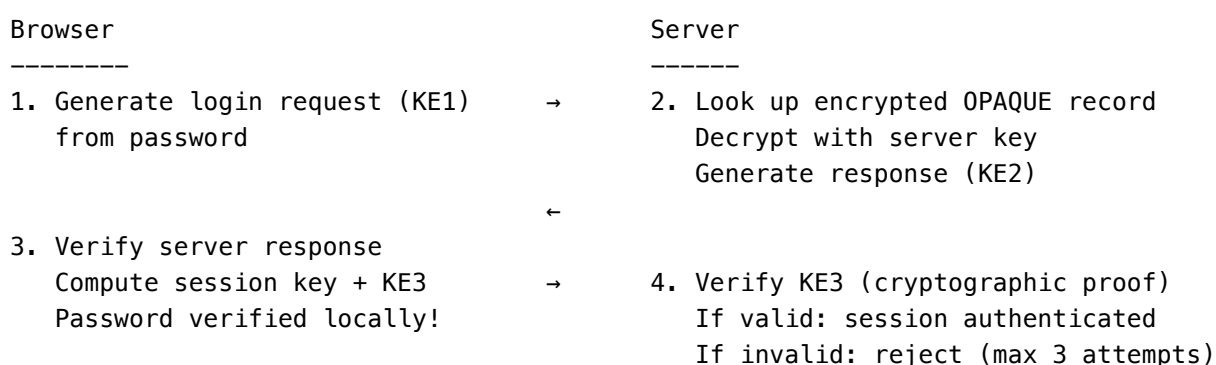 Browser Server
-------- ------
1. Generate login request (KE1) → 2. Look up encrypted OPAQUE record
from password Decrypt with server key
Generate response (KE2)
←
3. Verify server response
Compute session key + KE3 → 4. Verify KE3 (cryptographic proof)
Password verified locally! If valid: session authenticated
If invalid: reject (max 3 attempts)